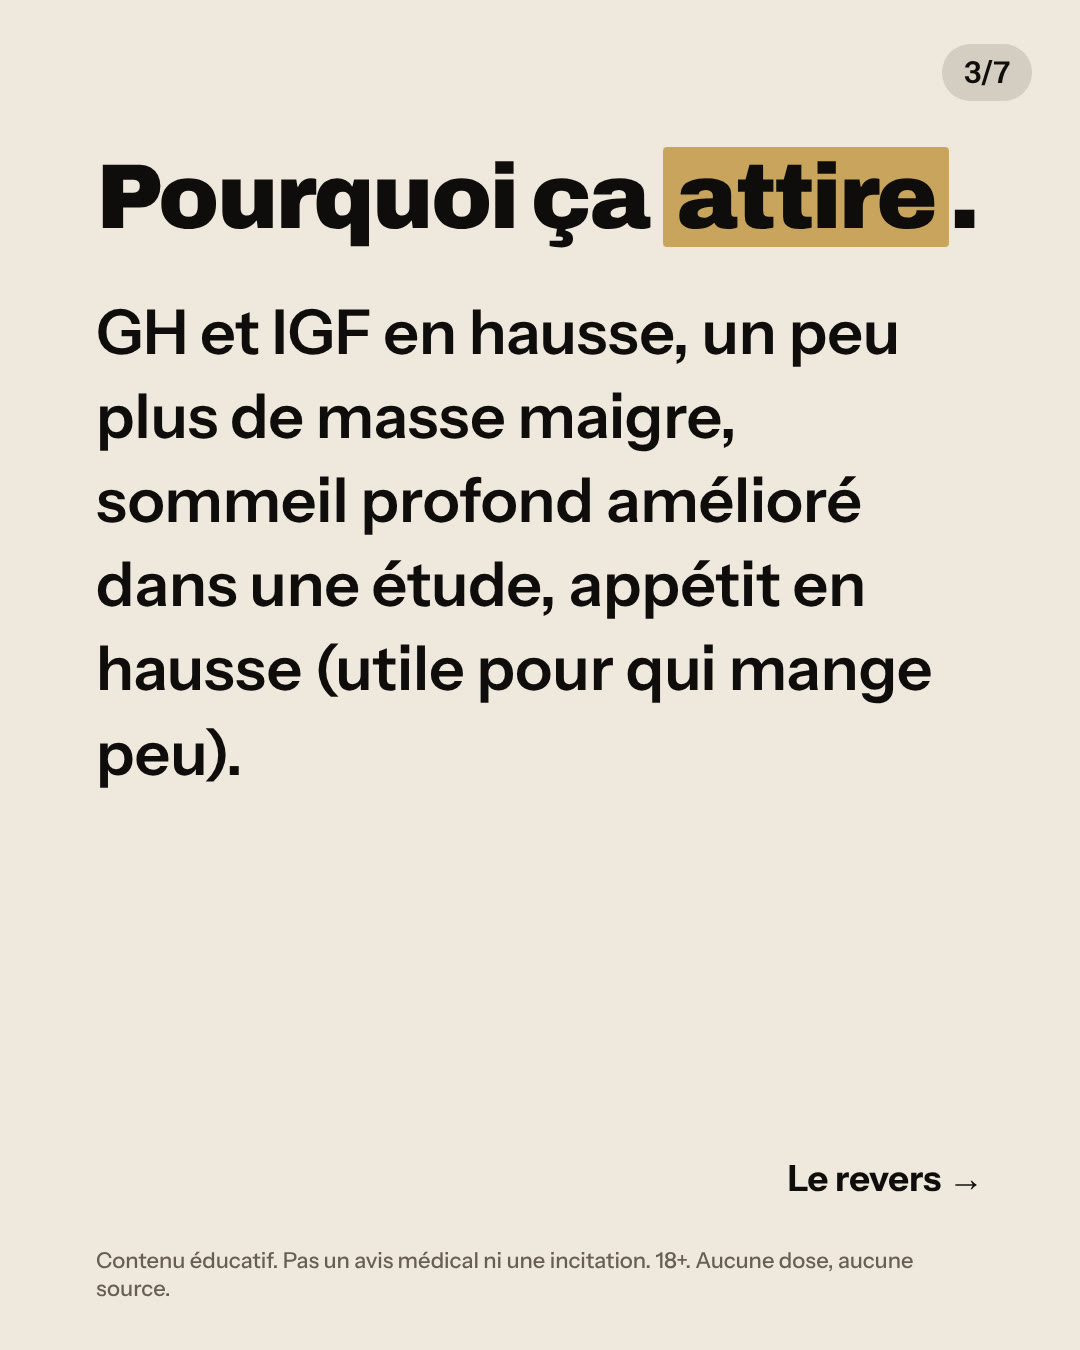 3/7
Pourquoi ça attire.
GH et IGF en hausse, un peu
plus de masse maigre,
sommeil profond amélioré
dans une étude, appétit en
hausse (utile pour qui mange
peu).
Le revers →
Contenu éducatif. Pas un avis médical ni une incitation. 18+. Aucune dose, aucune
source.